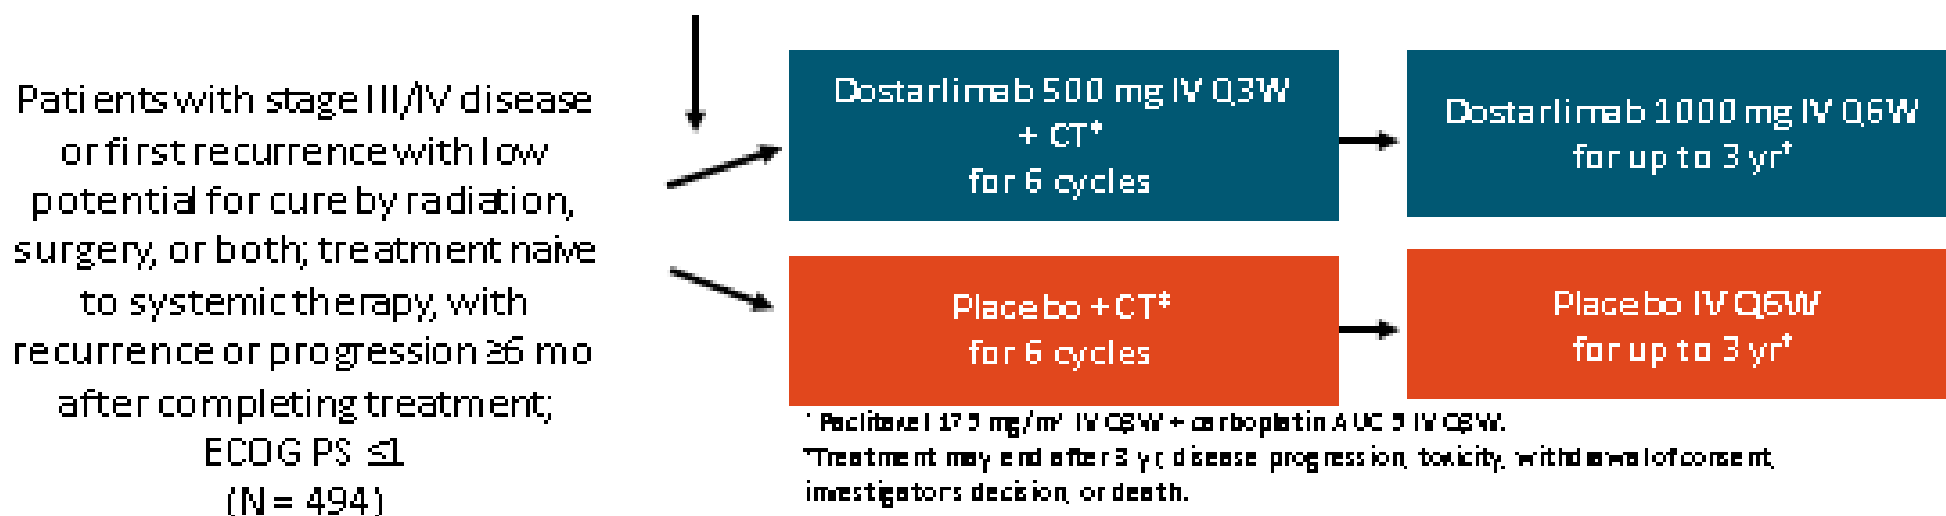 Patients with stage III/IV disease
or first recurrence with low
potential for cure by radiation,
surgery, or both; treatment naive
to systemic therapy, with
recurrence or progression ≥6 mo
after completing treatment;
ECOG PS ≤1
(N = 494)
Dostarlimab 500 mg IV Q3W
+ CT*
for 6 cycles
Dostarlimab 1000 mg IV Q6W
for up to 3 yr†
Placebo + CT*
for 6 cycles
Placebo IV Q6W
for up to 3 yr†
*Paclitaxel 175 mg/m² IV Q3W + carboplatin AUC 5 IV Q3W.
†Treatment may end after 3 yr, disease progression, toxicity, withdrawal of consent,
investigators decision, or death.